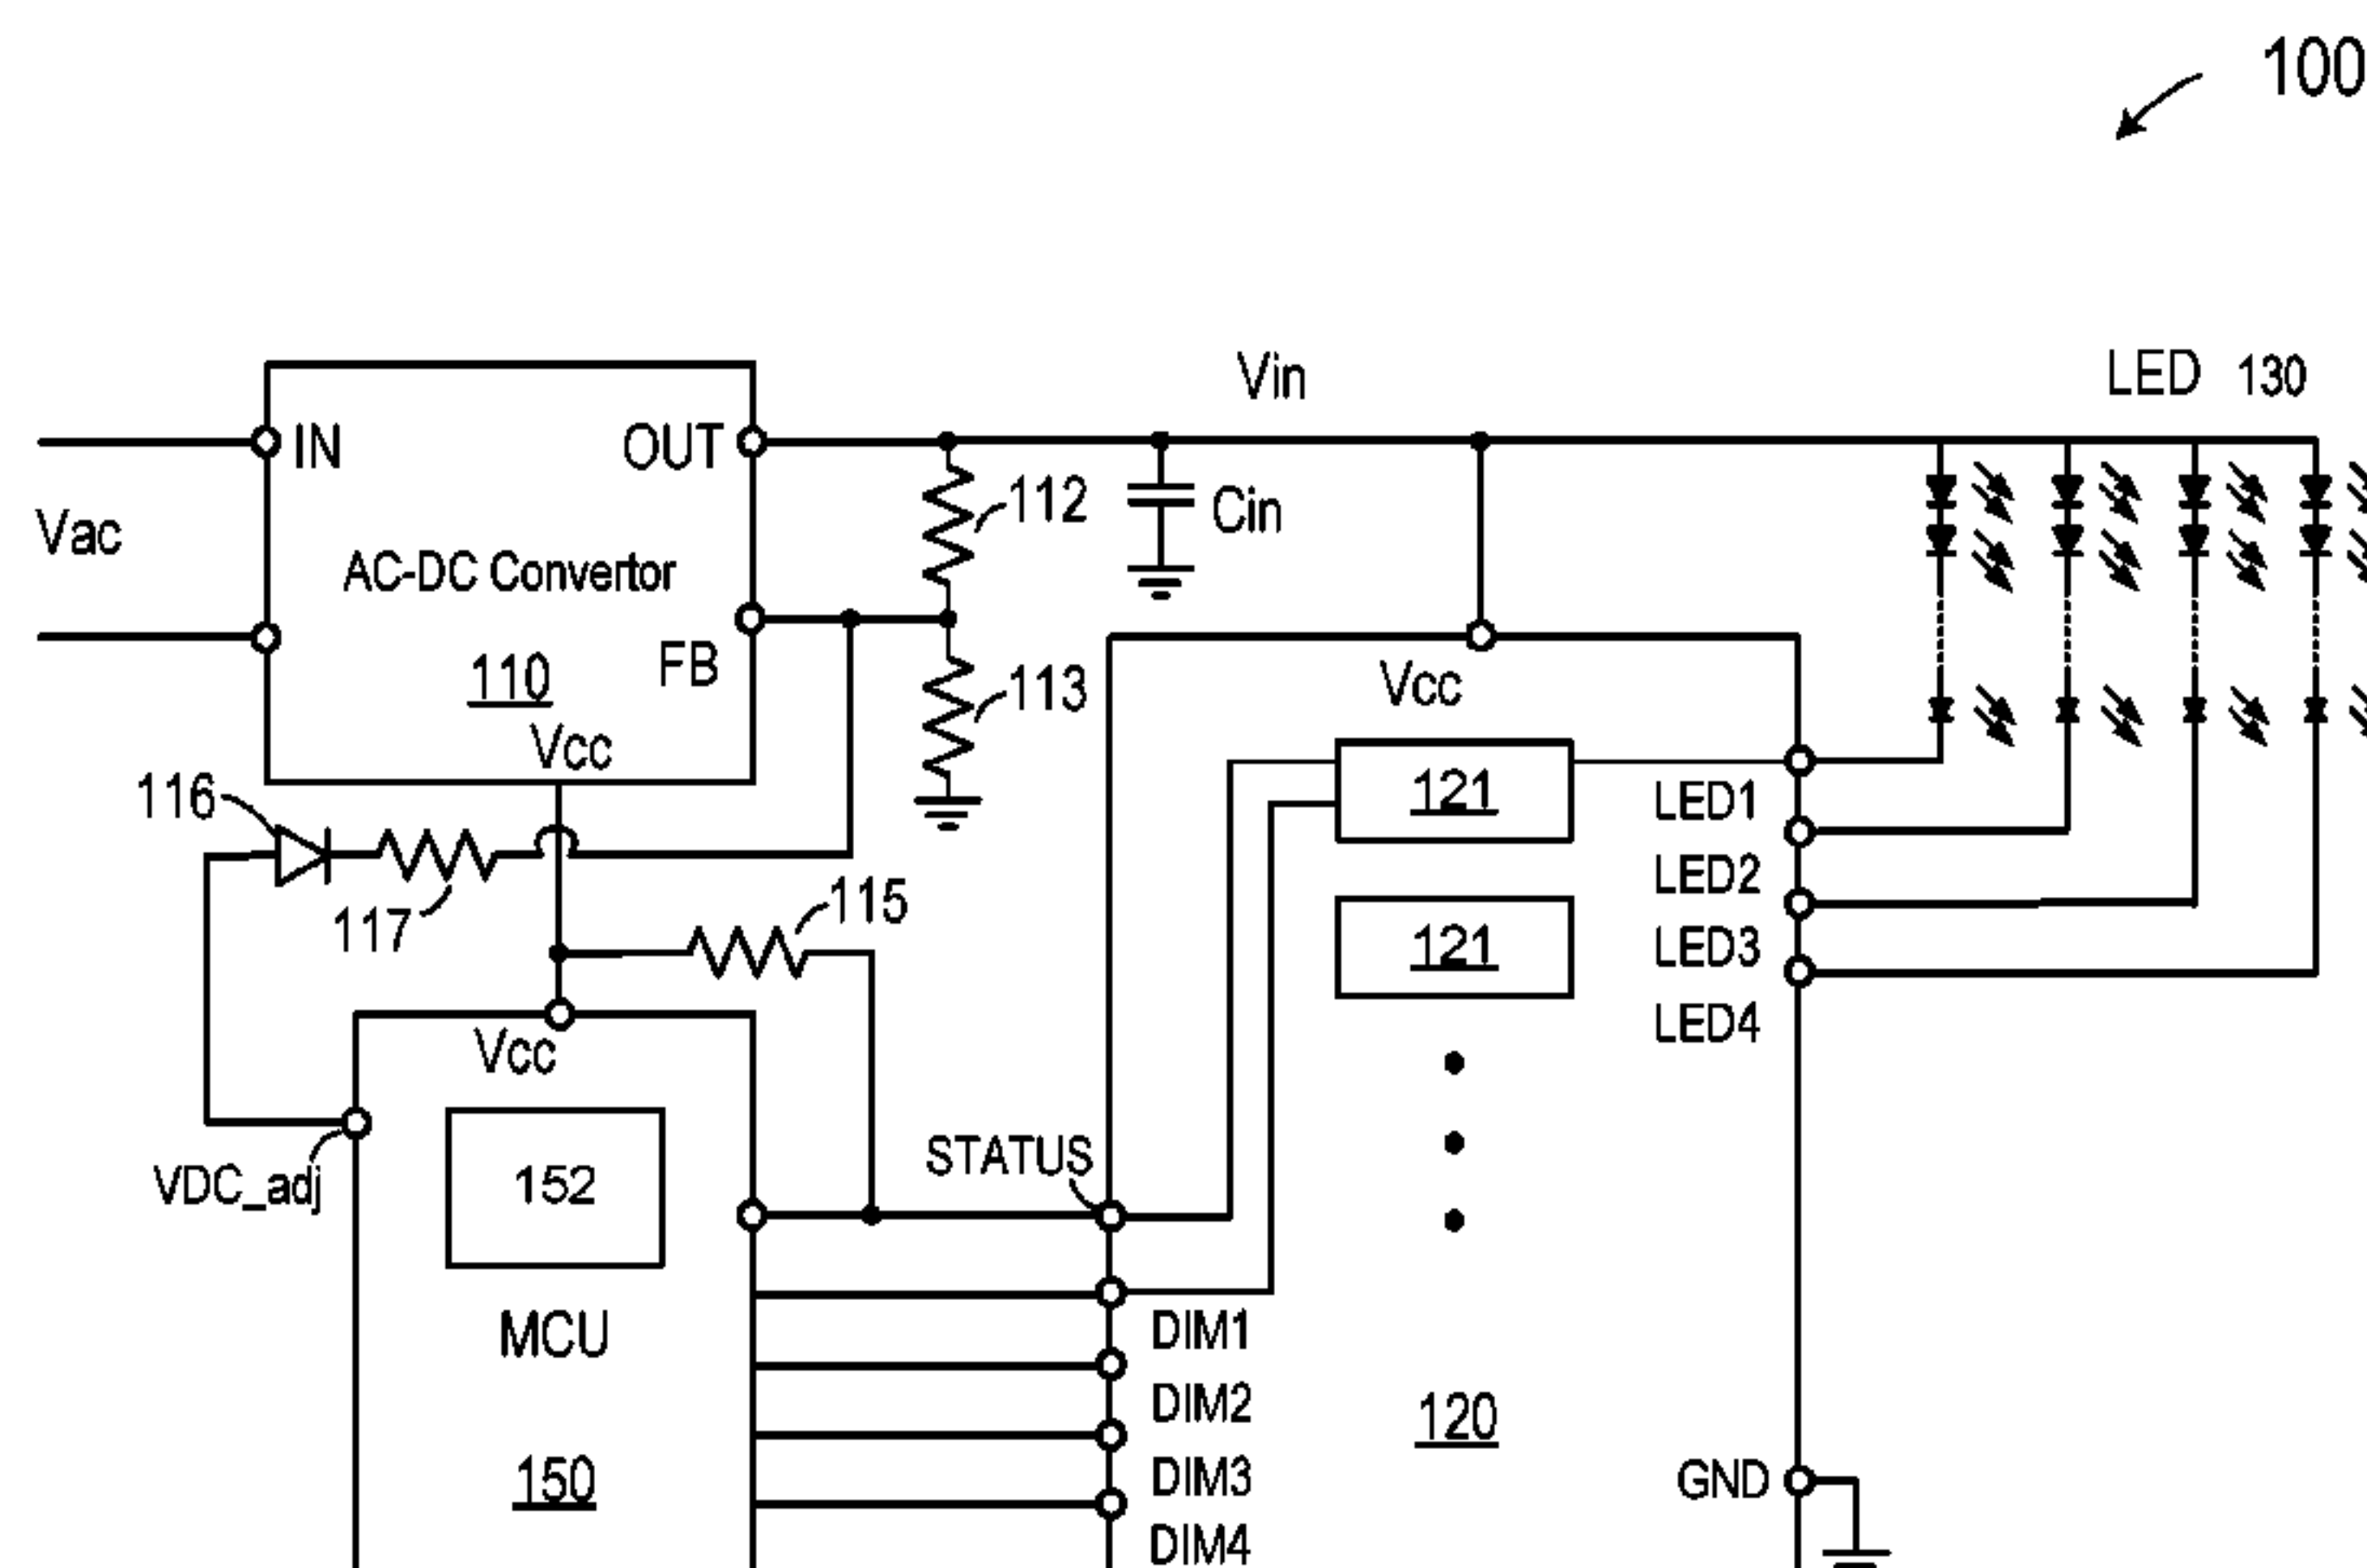 100
Vin
LED 130
IN
OUT
112
Cin
Vac
AC-DC Convertor
FB
110
113
Vcc
Vcc
116
121
LED1
117
115
LED2
121
LED3
LED4
Vcc
STATUS
VDC_adj
152
DIM1
MCU
DIM2
120
150
DIM3
GND
DIM4